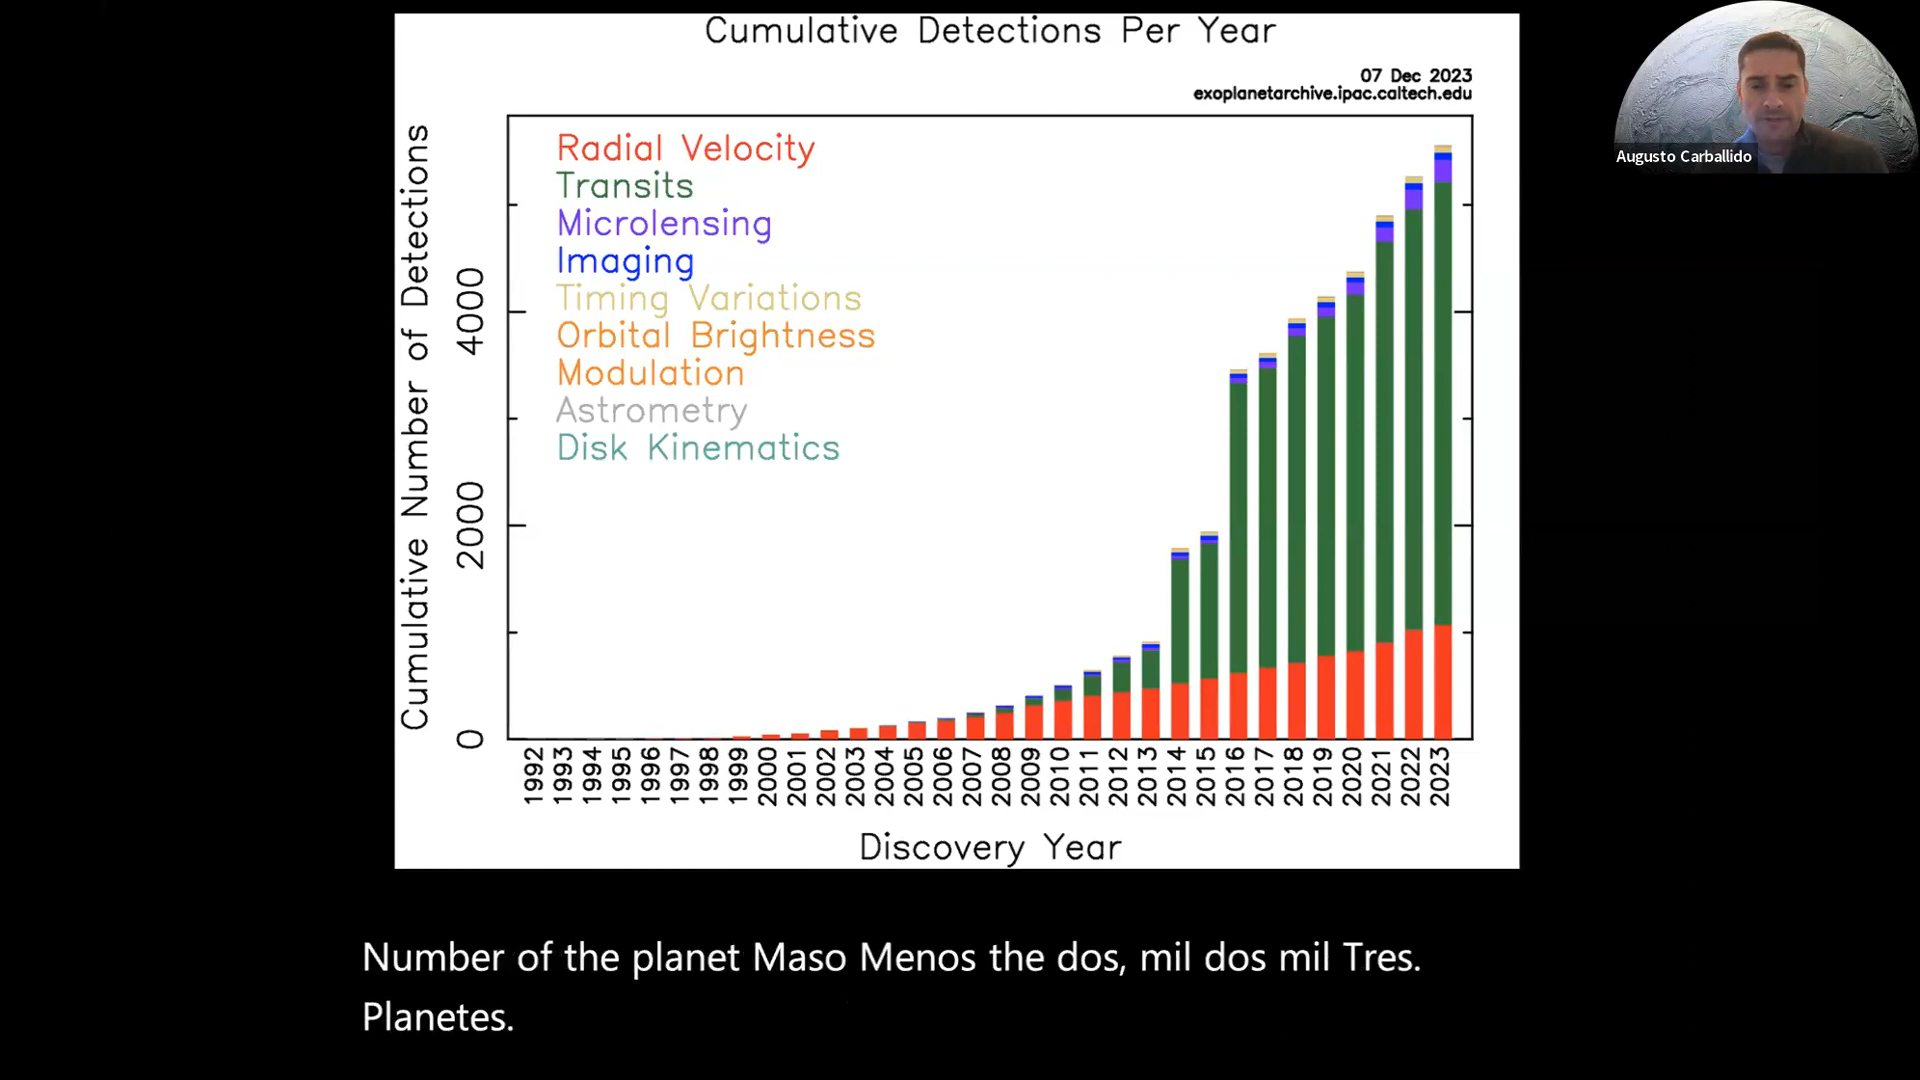 Cumulative Detections Per Year
07 Dec 2023
exoplanetarchive.ipac.caltech.edu
Radial Velocity
Transits
Microlensing
Imaging
Timing Variations
Orbital Brightness
Modulation
Astrometry
Disk Kinematics
Cumulative Number of Detections
4000
2000
0
1992
1993
1994
1995
1996
1997
1998
1999
2000
2001
2002
2003
2004
2005
2006
2007
2008
2009
2010
2011
2012
2013
2014
2015
2016
2017
2018
2019
2020
2021
2022
2023
Discovery Year
Augusto Carballido
Number of the planet Maso Menos the dos, mil dos mil Tres.
Planetes.